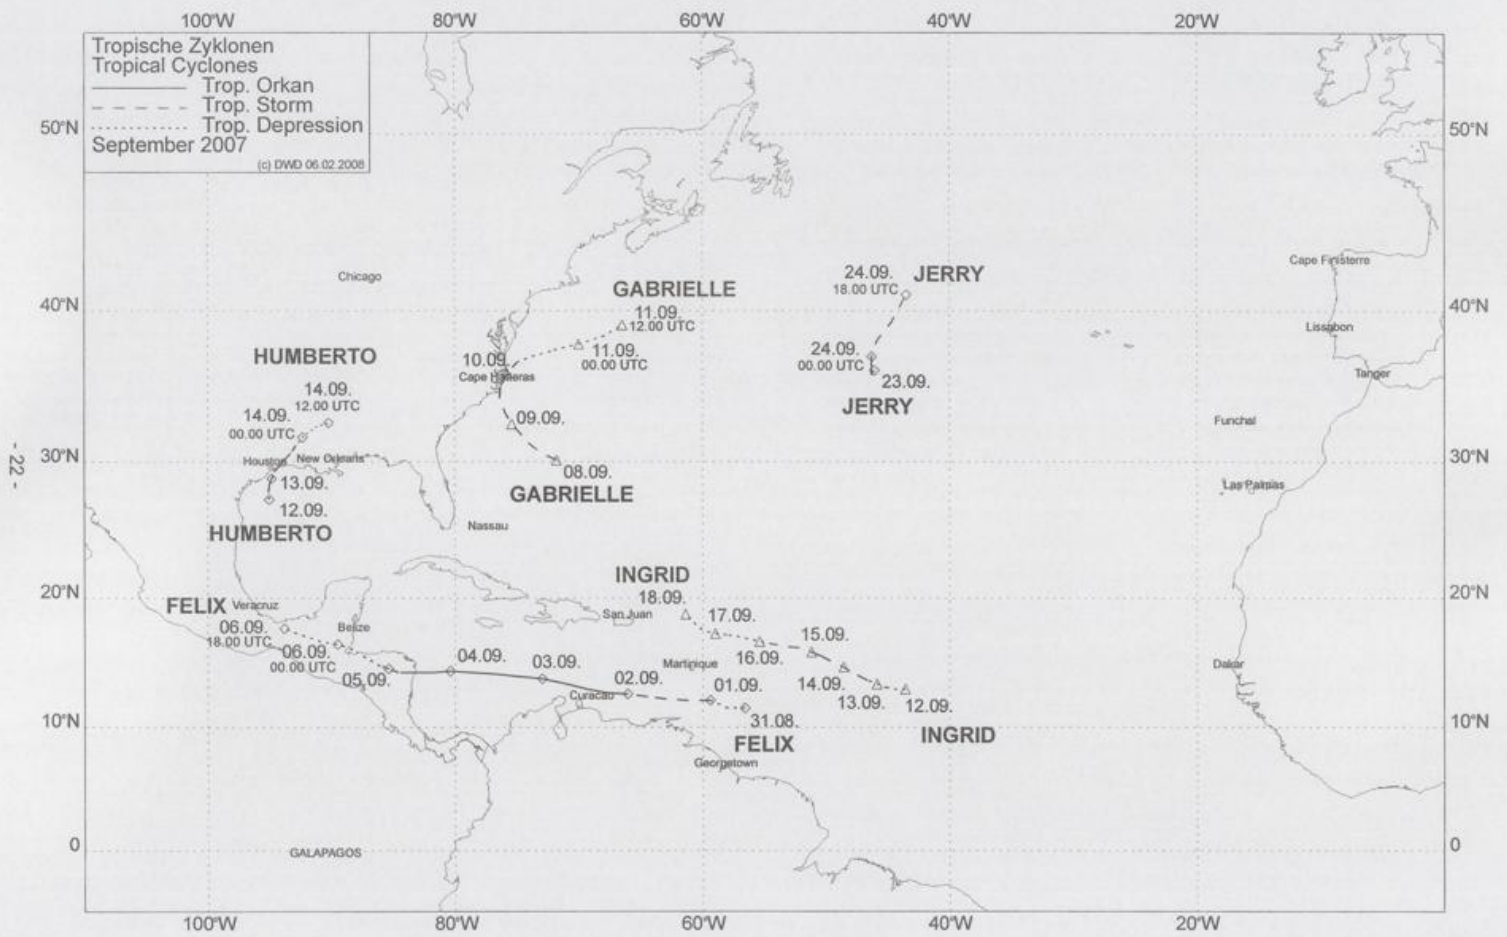 100°W 80°W 60°W 40°W 20°W
Tropische Zyklonen
Tropical Cyclones
Trop. Orkan
Trop. Storm
Trop. Depression
September 2007
(c) DWD 06.02.2008
50°N 50°N
Cape Finisterre
Chicago
24.09.
18.00 UTC
JERRY
GABRIELLE
40°N 40°N
11.09.
12.00 UTC
Lissabon
HUMBERTO
10.09.
11.09.
00.00 UTC
24.09.
00.00 UTC
23.09.
Cape Hatteras
Tanger
JERRY
14.09.
12.00 UTC
14.09.
00.00 UTC
09.09.
Funchal
30°N 30°N
Houston
New Orleans
08.09.
GABRIELLE
13.09.
12.09.
HUMBERTO
Las Palmas
- 22 -
Nassau
INGRID
20°N 20°N
18.09.
FELIX
Veracruz
San Juan
17.09.
06.09.
18.00 UTC
Belize
15.09.
06.09.
00.00 UTC
04.09.
03.09.
Martinique
16.09.
Dakar
05.09.
02.09.
01.09.
14.09.
13.09.
12.09.
Curacau
10°N 10°N
31.08.
FELIX
INGRID
Georgetown
0 0
GALAPAGOS
100°W 80°W 60°W 40°W 20°W